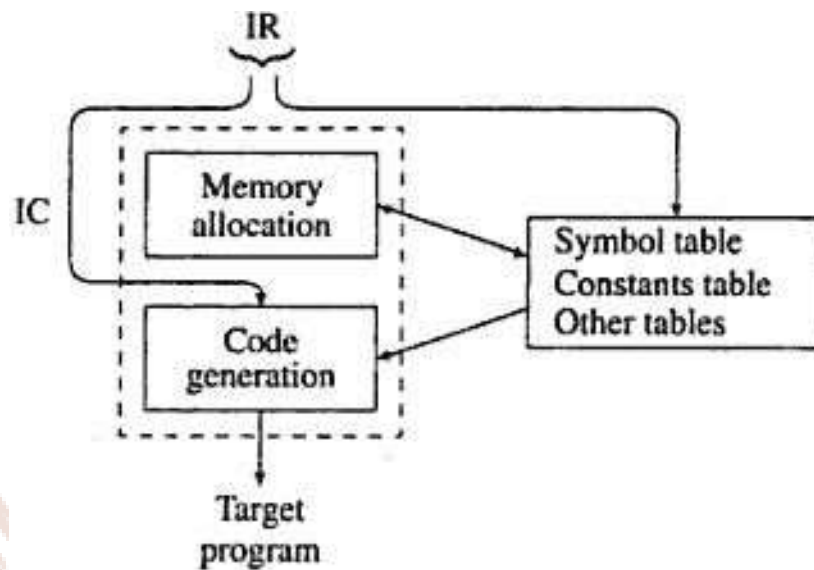 IR
IC
Memory
allocation
Symbol table
Constants table
Other tables
Code
generation
Target
program